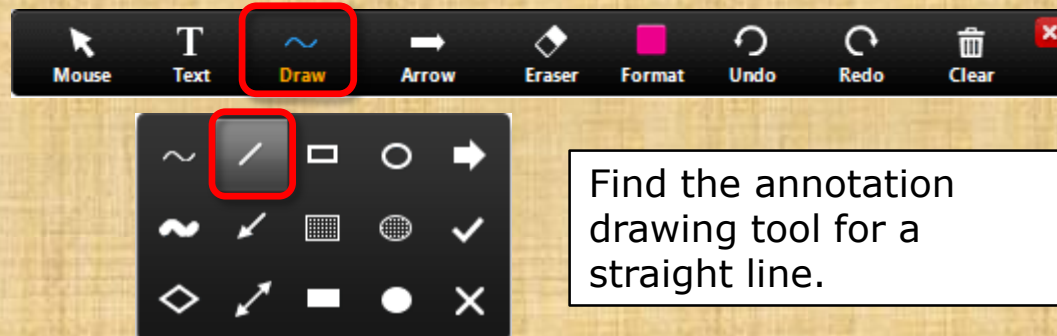 Mouse Text Draw Arrow Eraser Format Undo Redo Clear
Find the annotation
drawing tool for a
straight line.